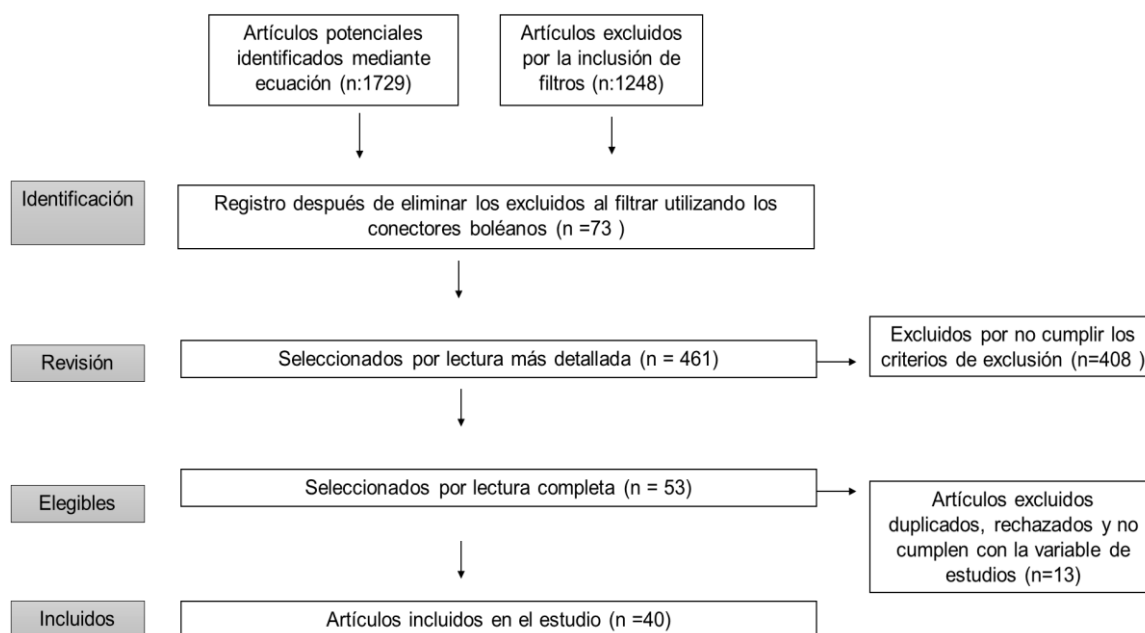 Artículos potenciales
identificados mediante
ecuación (n:1729)
Artículos excluidos
por la inclusión de
filtros (n:1248)
Identificación
Registro después de eliminar los excluidos al filtrar utilizando los
conectores boléanos (n =73 )
Revisión
Seleccionados por lectura más detallada (n = 461)
Excluidos por no cumplir los
criterios de exclusión (n=408 )
Elegibles
Seleccionados por lectura completa (n = 53)
Artículos excluidos
duplicados, rechazados y no
cumplen con la variable de
estudios (n=13)
Incluidos
Artículos incluidos en el estudio (n =40)